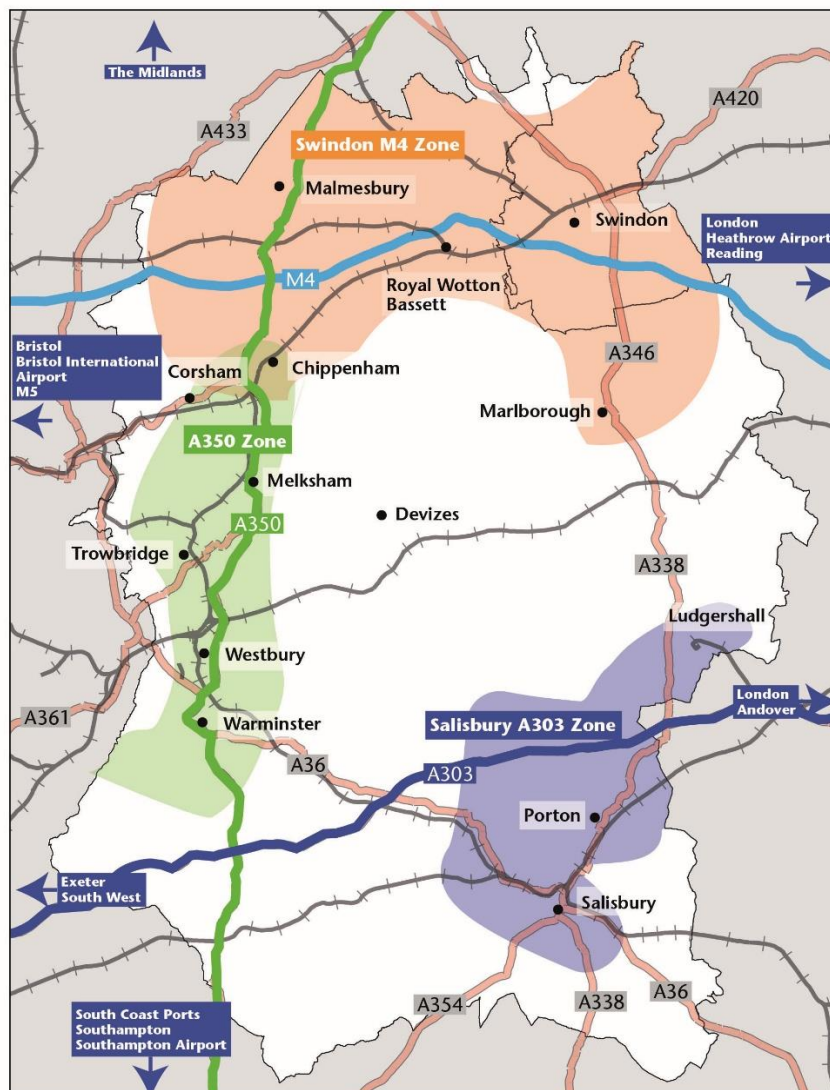 The Midlands
A433
A420
Swindon M4 Zone
Malmesbury
Swindon
London
Heathrow Airport
Reading
M4
Royal Wotton
Bassett
Bristol
Bristol International
Airport
M5
Corsham
Chippenham
A346
Marlborough
A350 Zone
Melksham
Devizes
A350
Trowbridge
A338
Ludgershall
Westbury
London
Andover
A361
Warminster
Salisbury A303 Zone
A36
A303
Porton
Exeter
South West
Salisbury
A354
A338
A36
South Coast Ports
Southampton
Southampton Airport